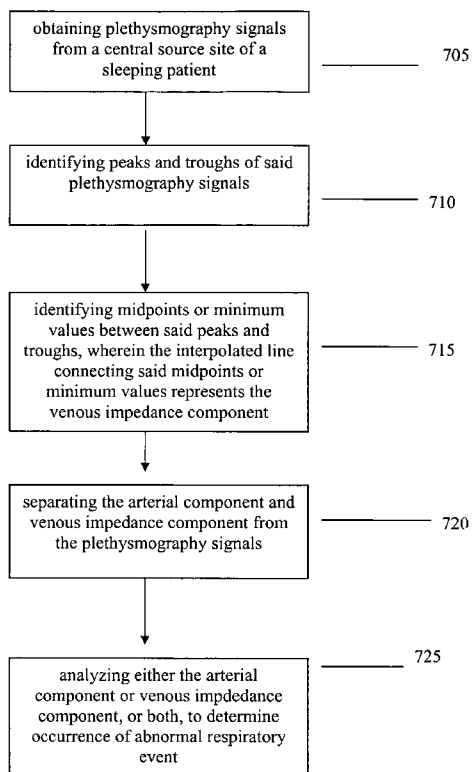 obtaining plethysmography signals
from a central source site of a
sleeping patient
705
identifying peaks and troughs of said
plethysmography signals
710
identifying midpoints or minimum
values between said peaks and
troughs, wherein the interpolated line
connecting said midpoints or
minimum values represents the
venous impedance component
715
separating the arterial component and
venous impedance component from
the plethysmography signals
720
725
analyzing either the arterial
component or venous impdedance
component, or both, to determine
occurrence of abnormal respiratory
event